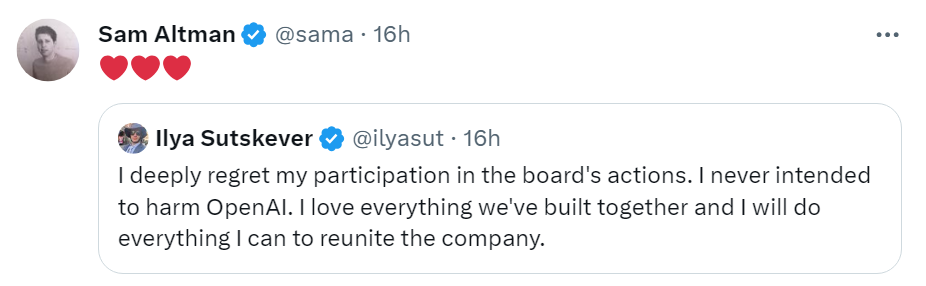 Sam Altman @sama · 16h
❤️❤️❤️
Ilya Sutskever @ilyasut · 16h
I deeply regret my participation in the board's actions. I never intended
to harm OpenAI. I love everything we've built together and I will do
everything I can to reunite the company.